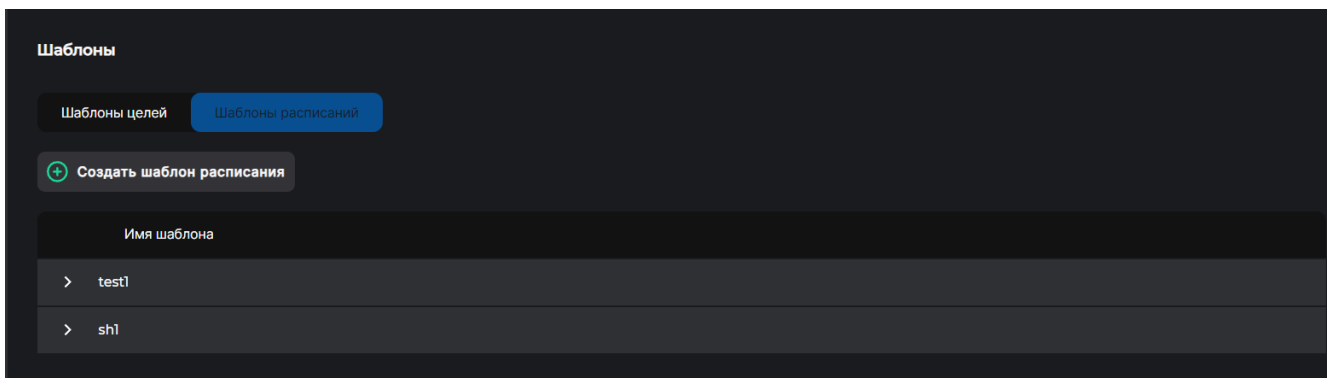 Шаблоны
Шаблоны целей Шаблоны расписаний
Создать шаблон расписания
Имя шаблона
test1
sh1